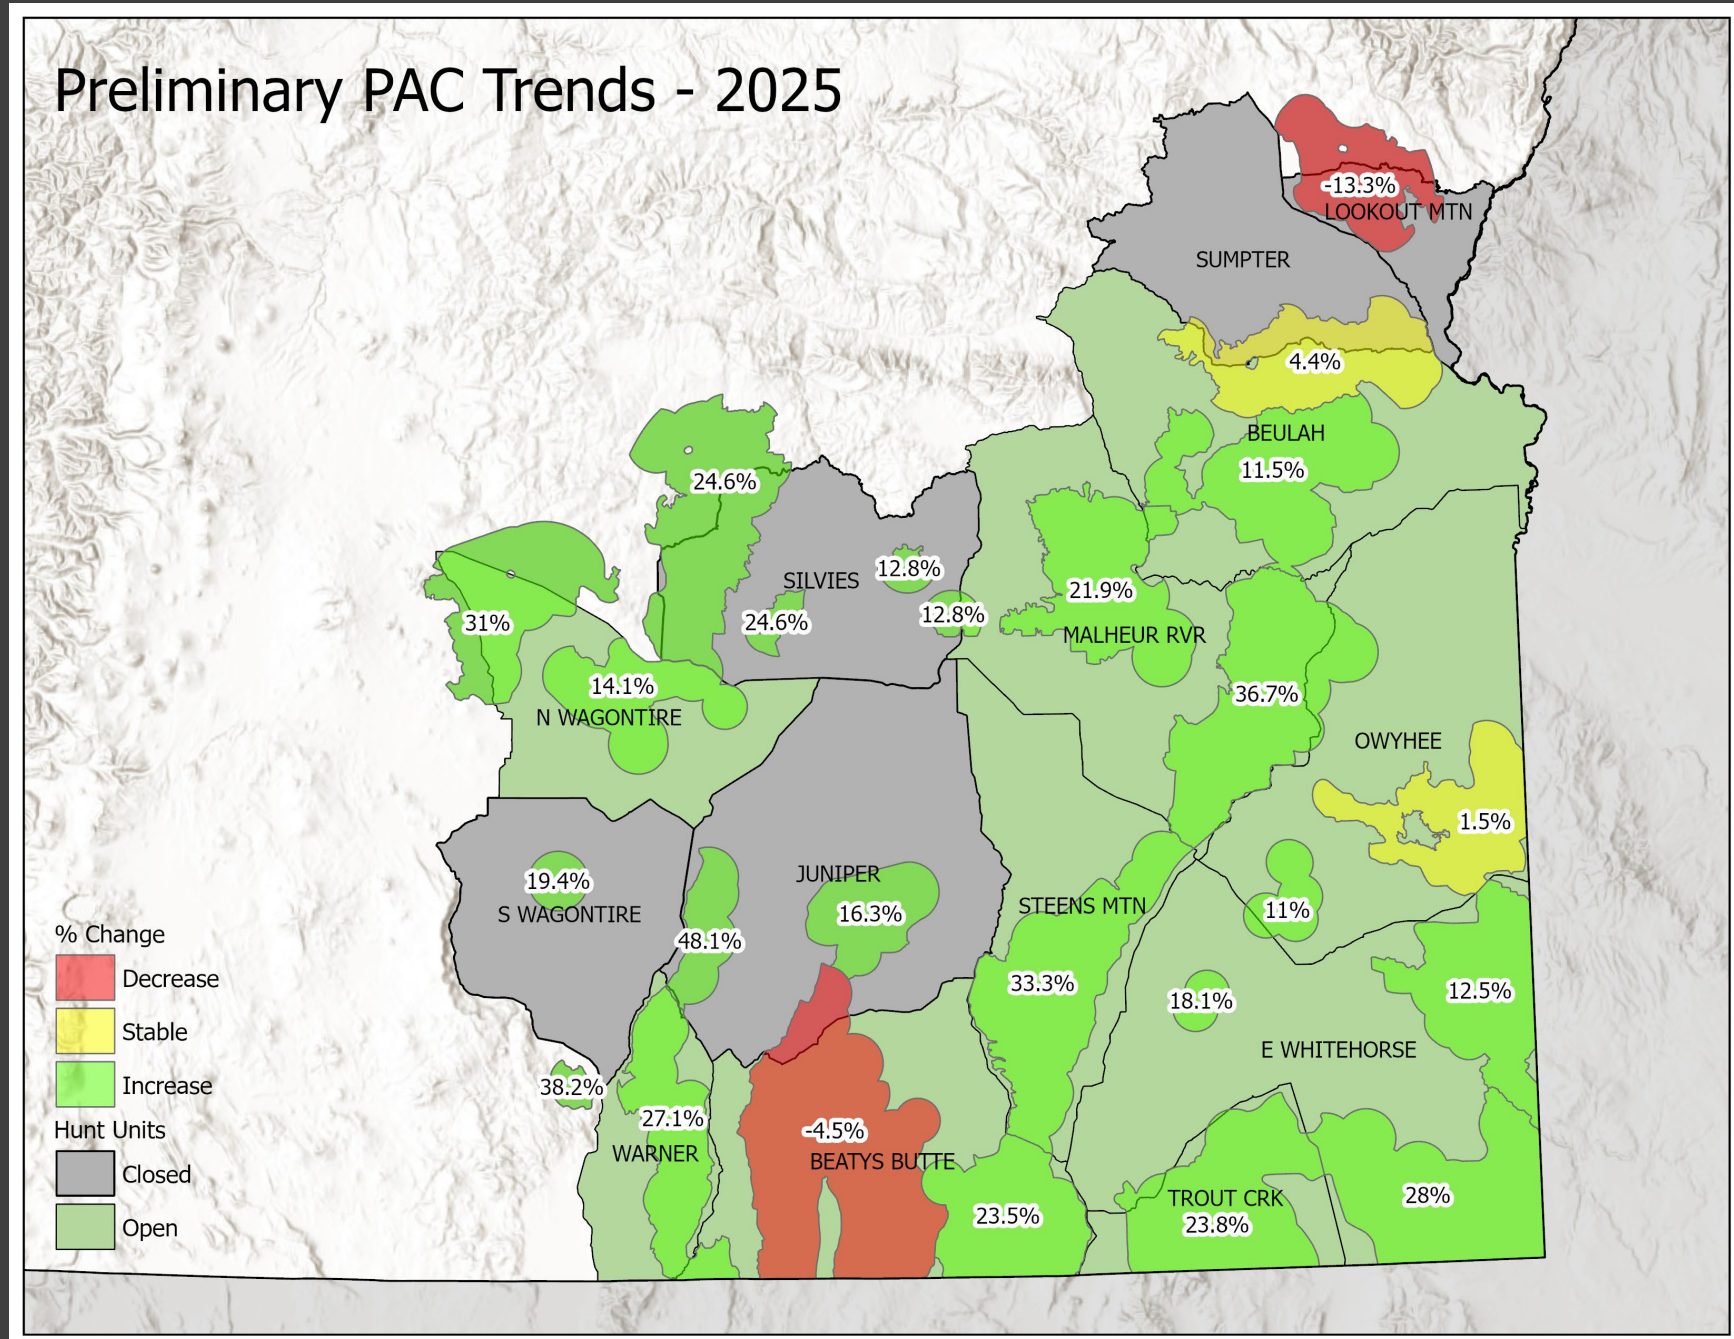 Preliminary PAC Trends - 2025
-13.3%
LOOKOUT MTN
SUMPTER
4.4%
BEULAH
11.5%
24.6%
SILVIES
12.8%
24.6%
12.8%
21.9%
MALHEUR RVR
31%
14.1%
N WAGONTIRE
36.7%
OWYHEE
1.5%
JUNIPER
16.3%
19.4%
S WAGONTIRE
48.1%
STEENS MTN
33.3%
11%
18.1%
12.5%
E WHITEHORSE
38.2%
27.1%
WARNER
-4.5%
BEATYS BUTTE
23.5%
TROUT CRK
23.8%
28%
% Change
Decrease
Stable
Increase
Hunt Units
Closed
Open